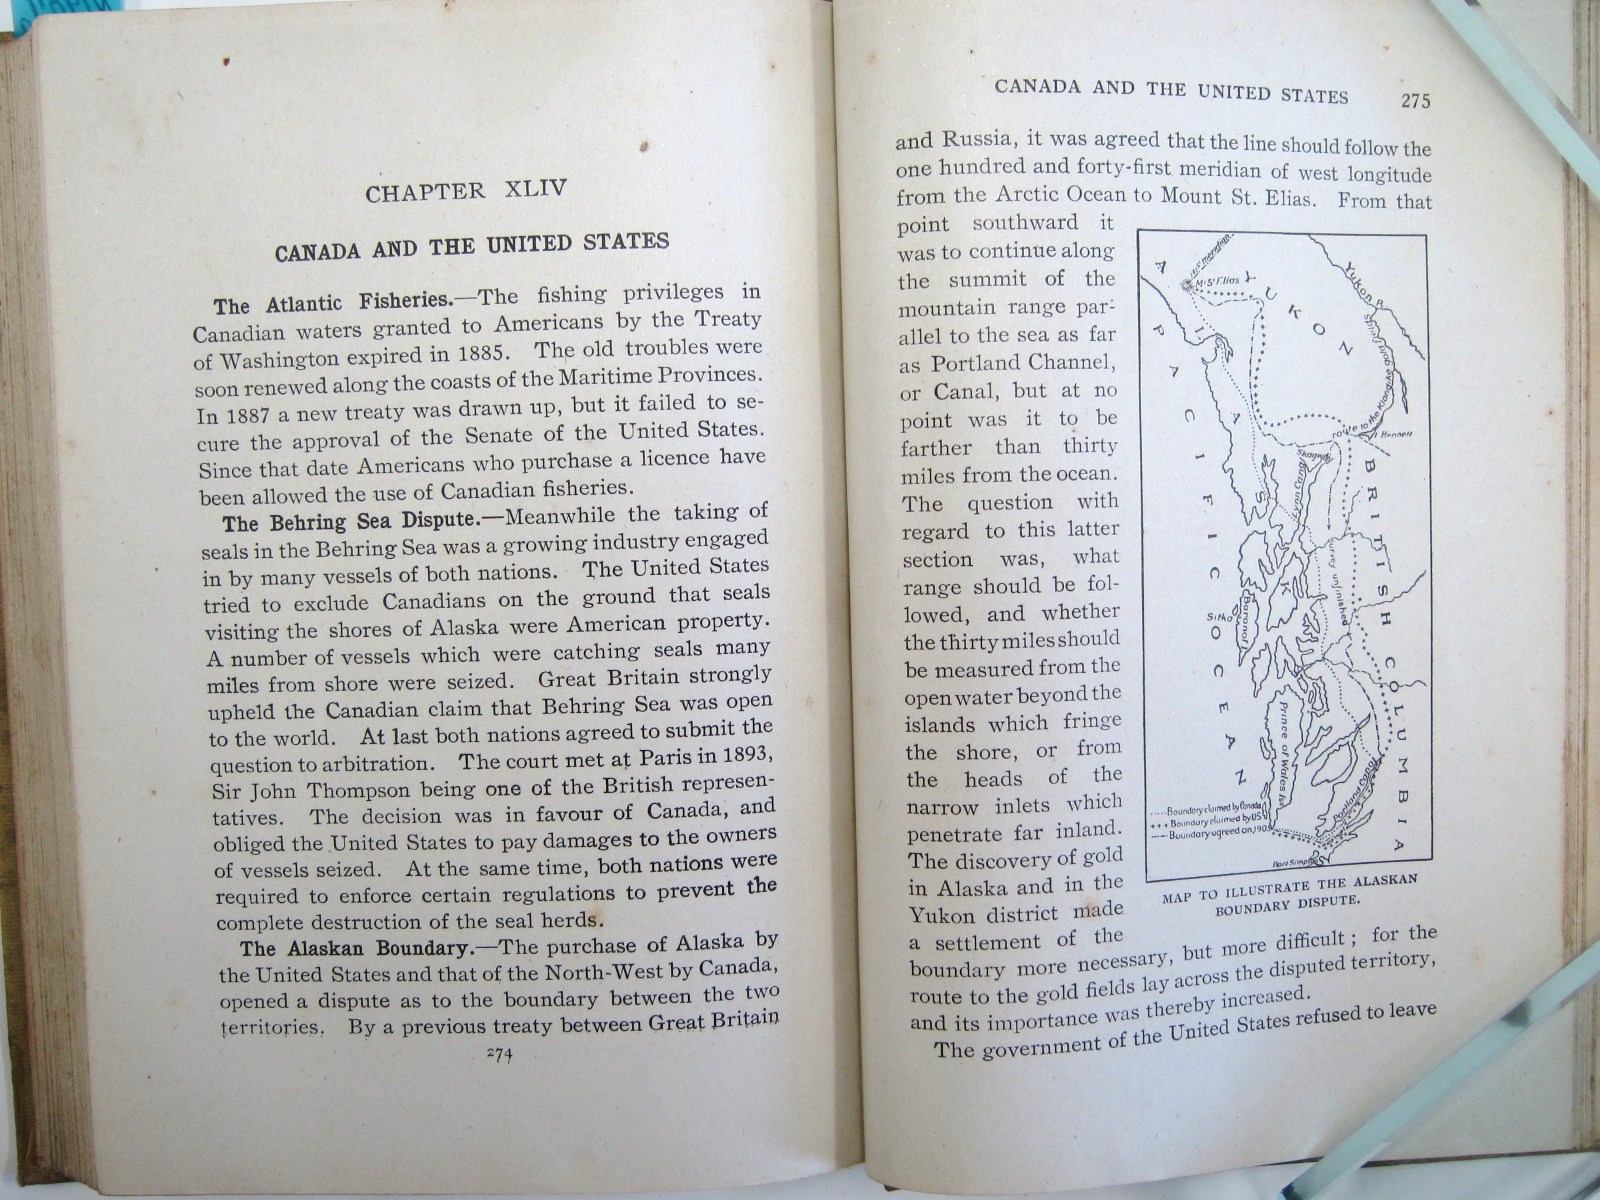 CHAPTER XLIV
CANADA AND THE UNITED STATES
The Atlantic Fisheries.—The fishing privileges in
Canadian waters granted to Americans by the Treaty
of Washington expired in 1885. The old troubles were
soon renewed along the coasts of the Maritime Provinces.
In 1887 a new treaty was drawn up, but it failed to se-
cure the approval of the Senate of the United States.
Since that date Americans who purchase a licence have
been allowed the use of Canadian fisheries.
The Behring Sea Dispute.—Meanwhile the taking of
seals in the Behring Sea was a growing industry engaged
in by many vessels of both nations. The United States
tried to exclude Canadians on the ground that seals
visiting the shores of Alaska were American property.
A number of vessels which were catching seals many
miles from shore were seized. Great Britain strongly
upheld the Canadian claim that Behring Sea was open
to the world. At last both nations agreed to submit the
question to arbitration. The court met at Paris in 1893,
Sir John Thompson being one of the British represen-
tatives. The decision was in favour of Canada, and
obliged the United States to pay damages to the owners
of vessels seized. At the same time, both nations were
required to enforce certain regulations to prevent the
complete destruction of the seal herds.
The Alaskan Boundary.—The purchase of Alaska by
the United States and that of the North-West by Canada,
opened a dispute as to the boundary between the two
territories. By a previous treaty between Great Britain
274
CANADA AND THE UNITED STATES 275
and Russia, it was agreed that the line should follow the
one hundred and forty-first meridian of west longitude
from the Arctic Ocean to Mount St. Elias. From that
point southward it
was to continue along
the summit of the
mountain range par-
allel to the sea as far
as Portland Channel,
or Canal, but at no
point was it to be
farther than thirty
miles from the ocean.
The question with
regard to this latter
section was, what
range should be fol-
lowed, and whether
the thirty miles should
be measured from the
open water beyond the
islands which fringe
the shore, or from
the heads of the
narrow inlets which
penetrate far inland.
The discovery of gold
in Alaska and in the
Yukon district made
a settlement of the
boundary more necessary, but more difficult; for the
route to the gold fields lay across the disputed territory,
and its importance was thereby increased.
The government of the United States refused to leave
141st meridian
Mt St Elias
YUKON
Yukon R.
route to the Klondike Gold Fields
L. Bennett
Skagway
Lynn Canal
ALASKA
PACIFIC OCEAN
BRITISH COLUMBIA
Survey unfinished
Sitka
Baranof I
Prince of Wales Id
Portland Canal
Port Simpson
Boundary claimed by Canada
Boundary claimed by US
Boundary agreed on, 1903
MAP TO ILLUSTRATE THE ALASKAN
BOUNDARY DISPUTE.